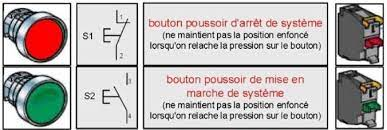 S1
1
2
bouton poussoir d'arrêt de système
(ne maintient pas la position enfoncé
lorsqu'on relache la pression sur le bouton)
S2
3
4
bouton poussoir de mise en
marche de système
(ne maintient pas la position enfoncé
lorsqu'on relache la pression sur le bouton)